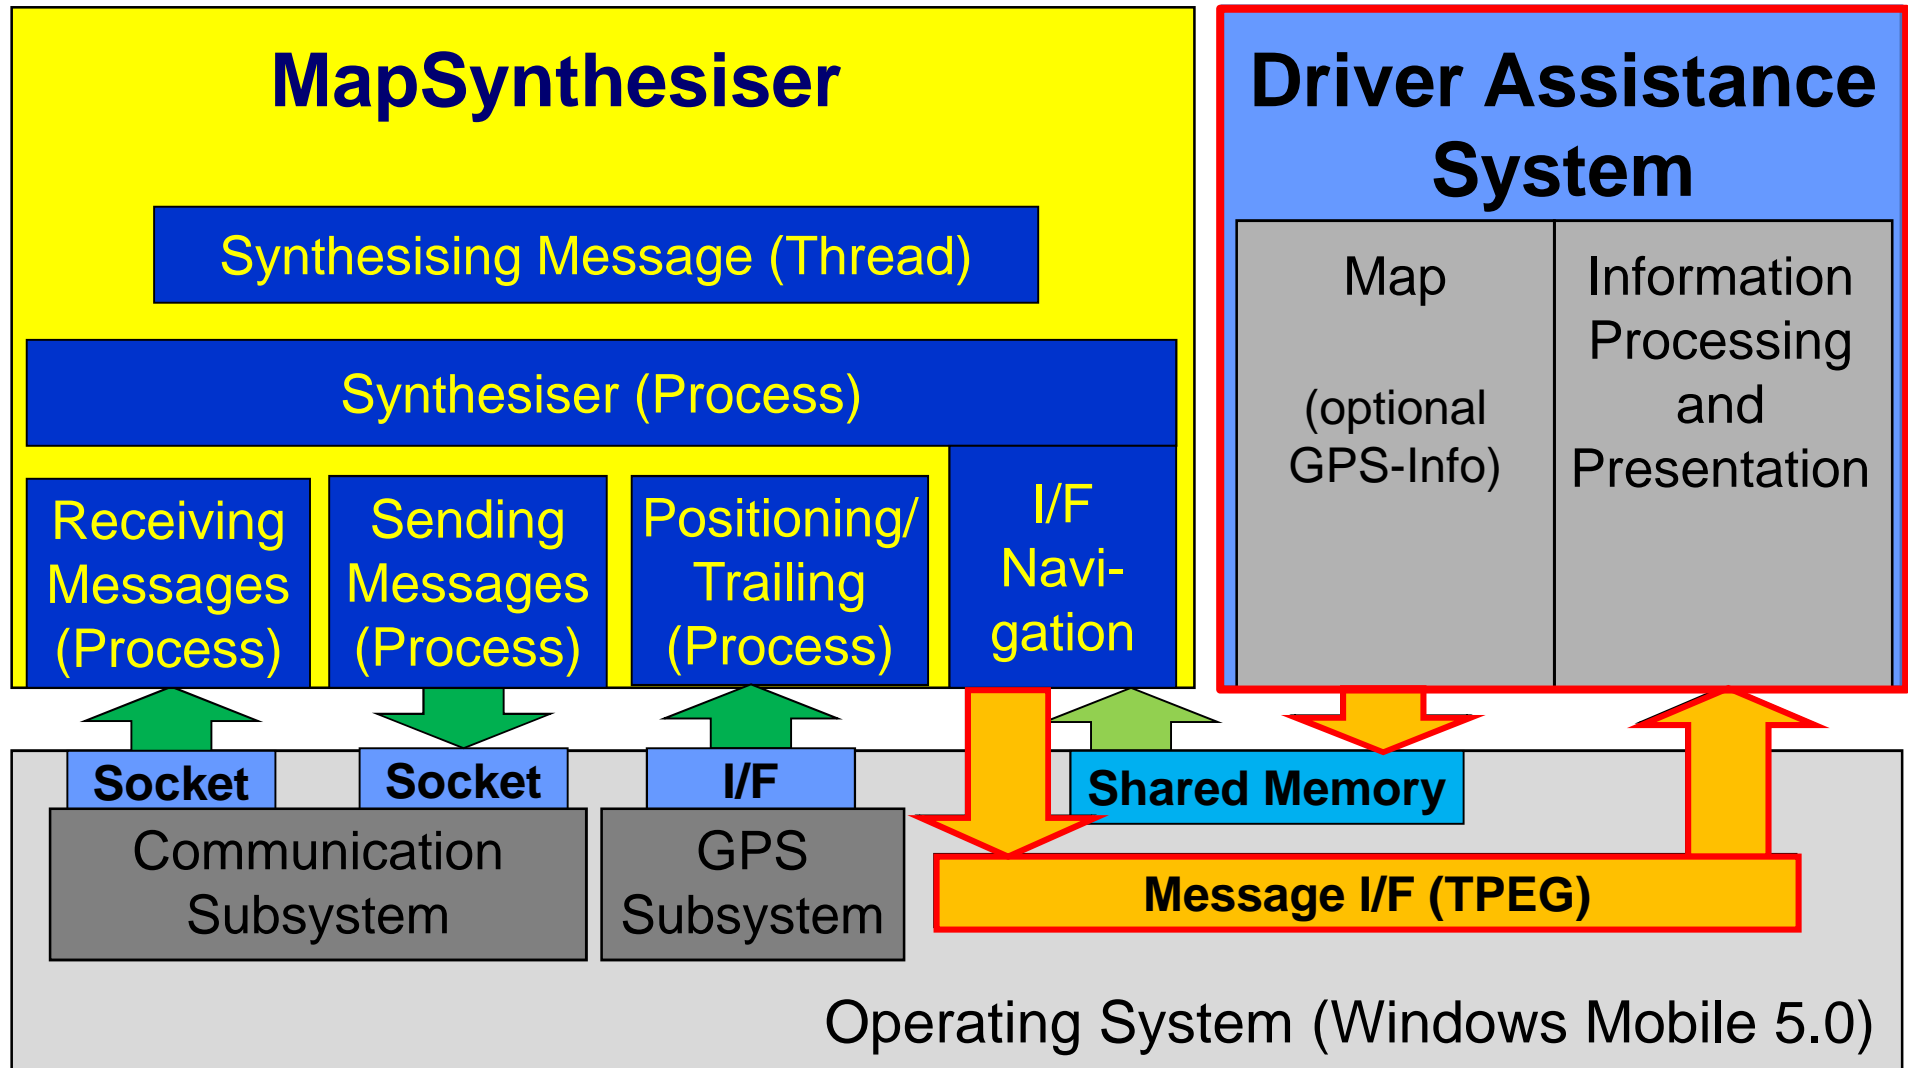 MapSynthesiser
Synthesising Message (Thread)
Synthesiser (Process)
Receiving
Messages
(Process)
Sending
Messages
(Process)
Positioning/
Trailing
(Process)
I/F
Navi-
gation
Driver Assistance
System
Map
(optional
GPS-Info)
Information
Processing
and
Presentation
Socket
Socket
I/F
Shared Memory
Communication
Subsystem
GPS
Subsystem
Message I/F (TPEG)
Operating System (Windows Mobile 5.0)